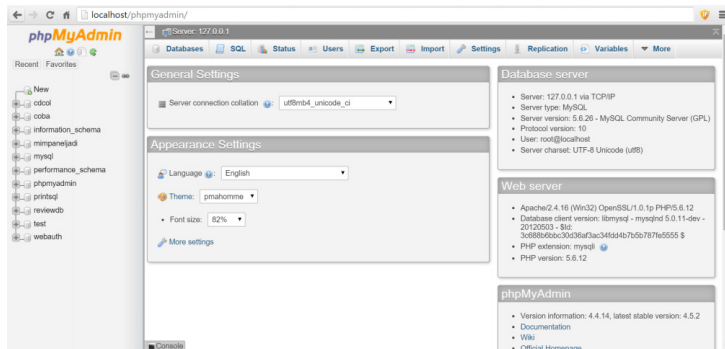 localhost/phpmyadmin/
phpMyAdmin
Recent Favorites
New
cdcol
coba
information_schema
mimpaneljadi
mysql
performance_schema
phpmyadmin
printsql
reviewdb
test
webauth
Server: 127.0.0.1
Databases SQL Status Users Export Import Settings Replication Variables More
General Settings
Server connection collation : utf8mb4_unicode_ci
Appearance Settings
Language : English
Theme: pmahomme
Font size: 82%
More settings
Database server
Server: 127.0.0.1 via TCP/IP
Server type: MySQL
Server version: 5.6.26 - MySQL Community Server (GPL)
Protocol version: 10
User: root@localhost
Server charset: UTF-8 Unicode (utf8)
Web server
Apache/2.4.16 (Win32) OpenSSL/1.0.1p PHP/5.6.12
Database client version: libmysql - mysqlnd 5.0.11-dev -
20120503 - $Id:
3c688b6bbc30d36af3ac34fdd4b7b5b787fe5555 $
PHP extension: mysqli
PHP version: 5.6.12
phpMyAdmin
Version information: 4.4.14, latest stable version: 4.5.2
Documentation
Wiki
Official Homepage
Console